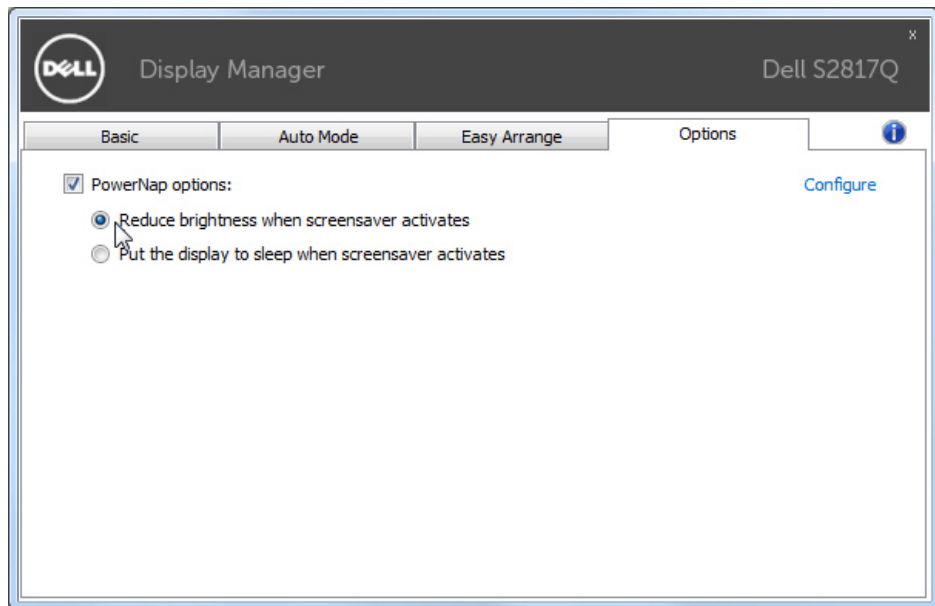 x
DELL
Display Manager
Dell S2817Q
Basic
Auto Mode
Easy Arrange
Options
i
PowerNap options:
Configure
Reduce brightness when screensaver activates
Put the display to sleep when screensaver activates